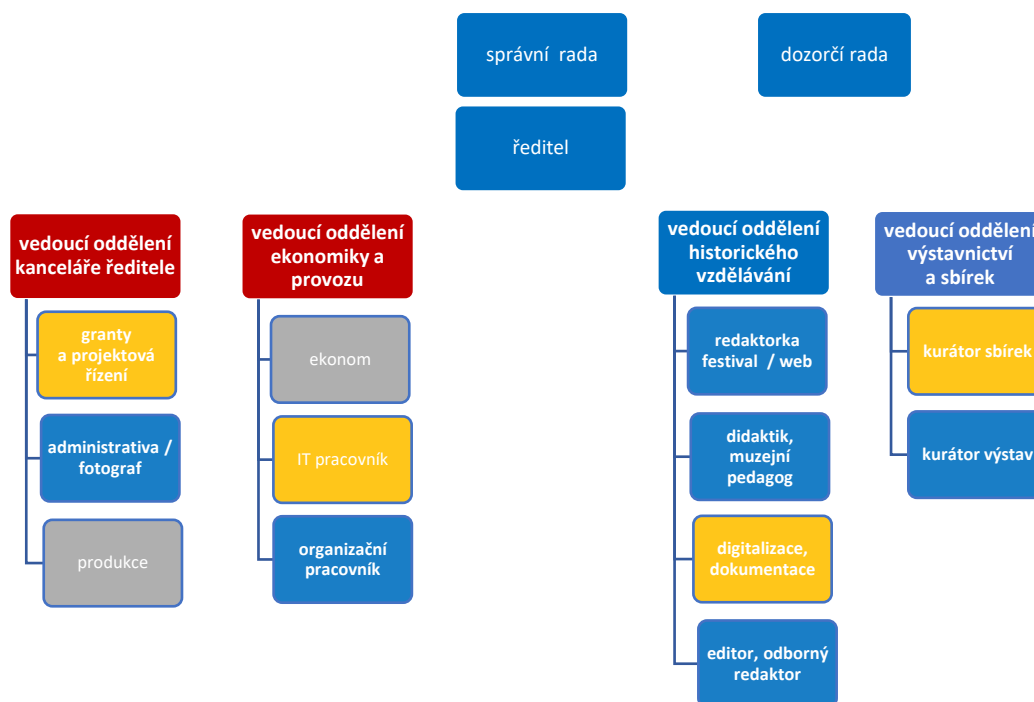 správní rada
dozorčí rada
ředitel
vedoucí oddělení
kanceláře ředitele
granty
a projektová
řízení
administrativa /
fotograf
produkce
vedoucí oddělení
ekonomiky a
provozu
ekonom
IT pracovník
organizační
pracovník
vedoucí oddělení
historického
vzdělávání
redaktorka
festival / web
didaktik,
muzejní
pedagog
digitalizace,
dokumentace
editor, odborný
redaktor
vedoucí oddělení
výstavnictví
a sbírek
kurátor sbírek
kurátor výstav